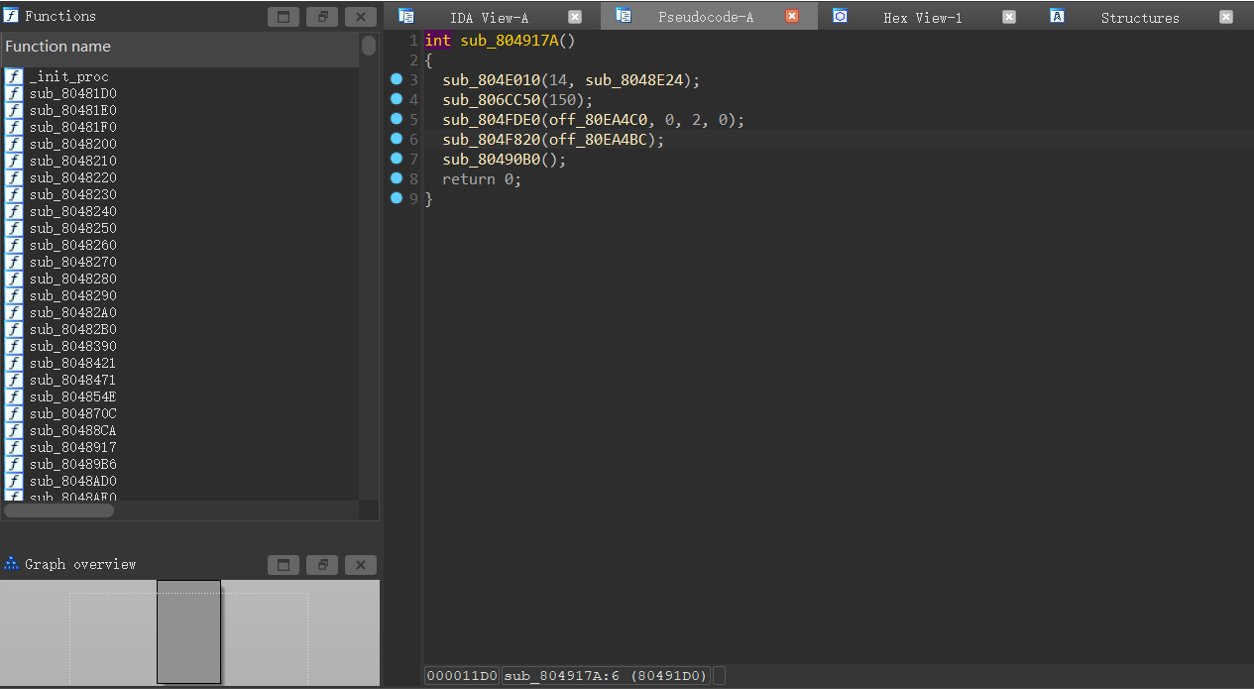 Functions
Function name
_init_proc
sub_80481D0
sub_80481E0
sub_80481F0
sub_8048200
sub_8048210
sub_8048220
sub_8048230
sub_8048240
sub_8048250
sub_8048260
sub_8048270
sub_8048280
sub_8048290
sub_80482A0
sub_80482B0
sub_8048390
sub_8048421
sub_8048471
sub_804854E
sub_804870C
sub_80488CA
sub_8048917
sub_80489B6
sub_8048AD0
sub_8048AE0
Graph overview
IDA View-A Pseudocode-A Hex View-1 Structures
1 int sub_804917A()
2 {
3 sub_804E010(14, sub_8048E24);
4 sub_806CC50(150);
5 sub_804FDE0(off_80EA4C0, 0, 2, 0);
6 sub_804F820(off_80EA4BC);
7 sub_80490B0();
8 return 0;
9 }
000011D0 sub_804917A:6 (80491D0)